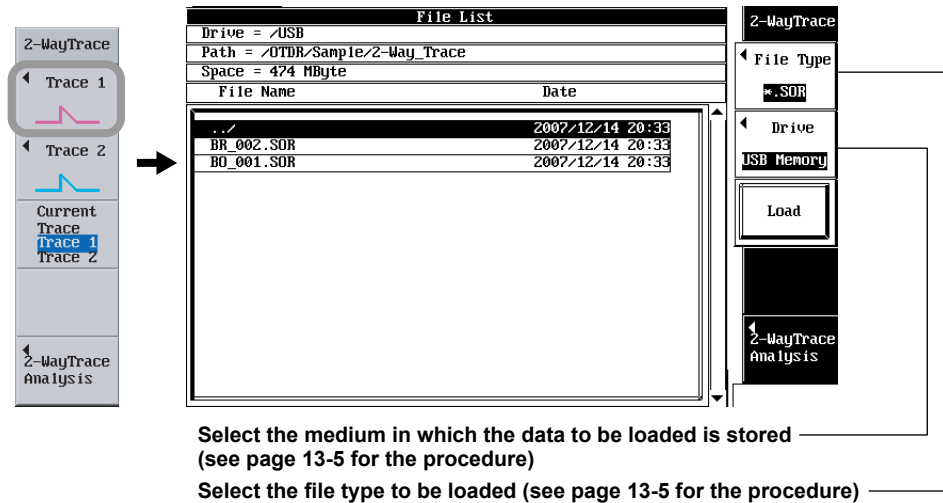 2-WayTrace
Trace 1
Trace 2
Current
Trace
Trace 1
Trace 2
2-WayTrace
Analysis
File List
Drive = /USB
Path = /OTDR/Sample/2-Way_Trace
Space = 474 MByte
File Name Date
../ 2007/12/14 20:33
BR_002.SOR 2007/12/14 20:33
BO_001.SOR 2007/12/14 20:33
2-WayTrace
File Type
*.SOR
Drive
USB Memory
Load
2-WayTrace
Analysis
Select the medium in which the data to be loaded is stored
(see page 13-5 for the procedure)
Select the file type to be loaded (see page 13-5 for the procedure)